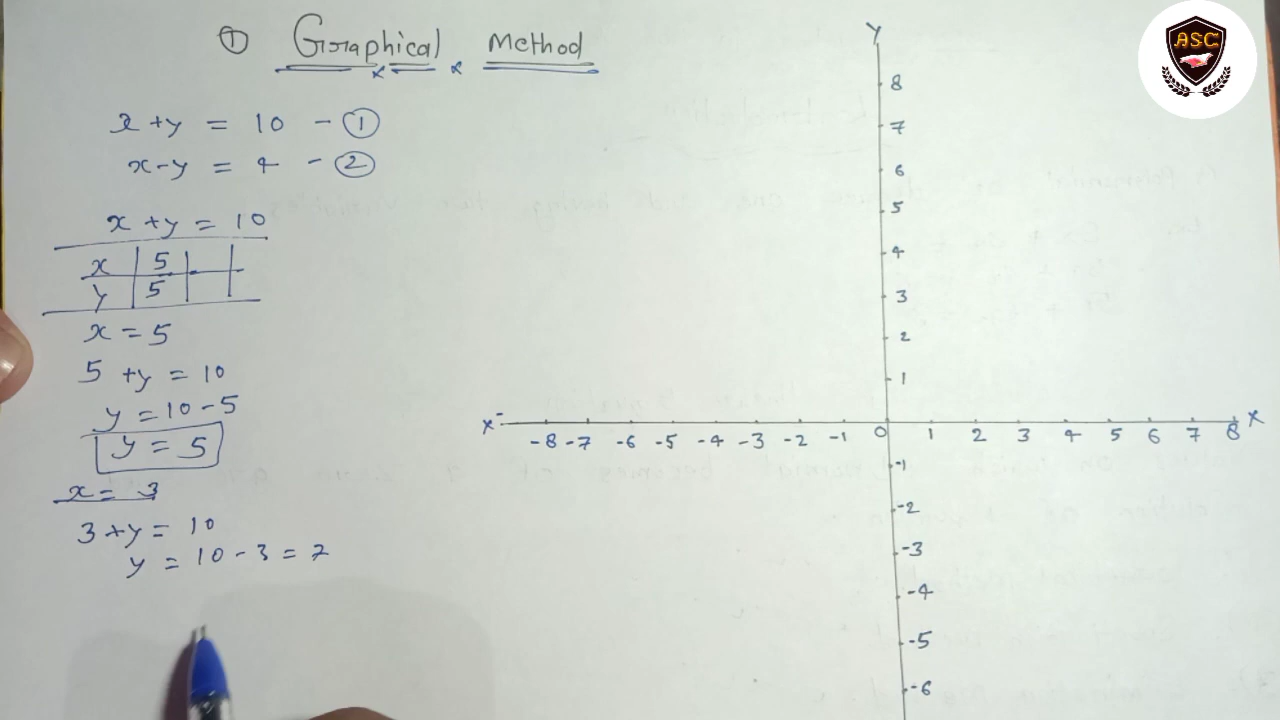 ① Graphical Method
x + y = 10 - ①
x - y = 4 - ②
x + y = 10
x | 5 | |
y | 5 | |
x = 5
5 + y = 10
y = 10 - 5
y = 5
x = 3
3 + y = 10
y = 10 - 3 = 7
Y
8
7
6
5
4
3
2
1
X' -8 -7 -6 -5 -4 -3 -2 -1 0 1 2 3 4 5 6 7 8 X
-1
-2
-3
-4
-5
-6
ASC